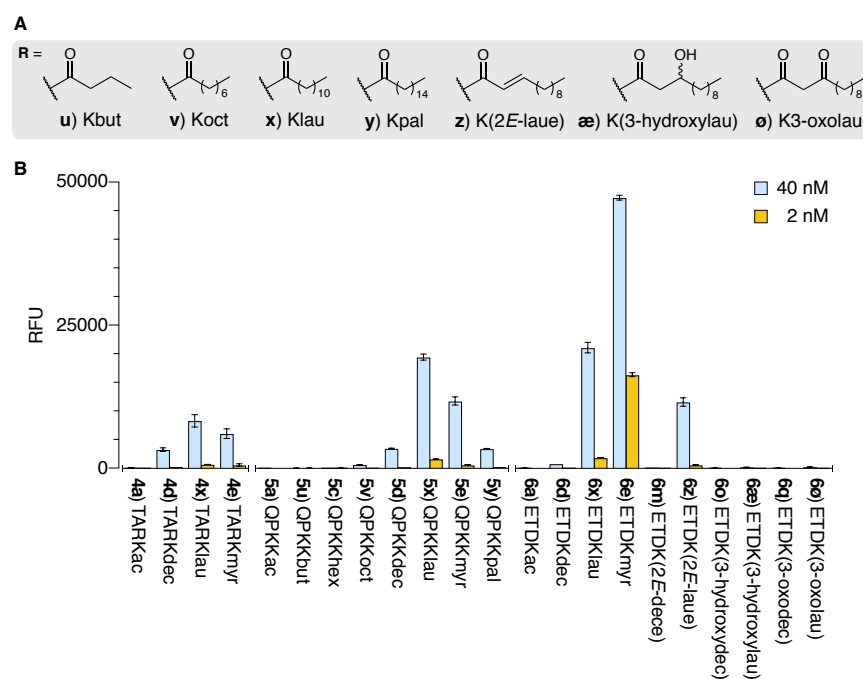 A
R =
O O O O O O OH O O
6 10 14 8 8 8
u) Kbut v) Koct x) Klau y) Kpal z) K(2E-laue) æ) K(3-hydroxylau) ø) K3-oxolau
B
50000
25000
0
RFU
40 nM
2 nM
4a) TARKac
4d) TARKdec
4x) TARKlau
4e) TARKmyr
5a) QPKKac
5u) QPKKbut
5c) QPKKhex
5v) QPKKoct
5d) QPKKdec
5x) QPKKlau
5e) QPKKmyr
5y) QPKKpal
6a) ETDKac
6d) ETDKdec
6x) ETDKlau
6e) ETDKmyr
6m) ETDK(2E-dece)
6z) ETDK(2E-laue)
6o) ETDK(3-hydroxydec)
6æ) ETDK(3-hydroxylau)
6q) ETDK(3-oxodec)
6ø) ETDK(3-oxolau)